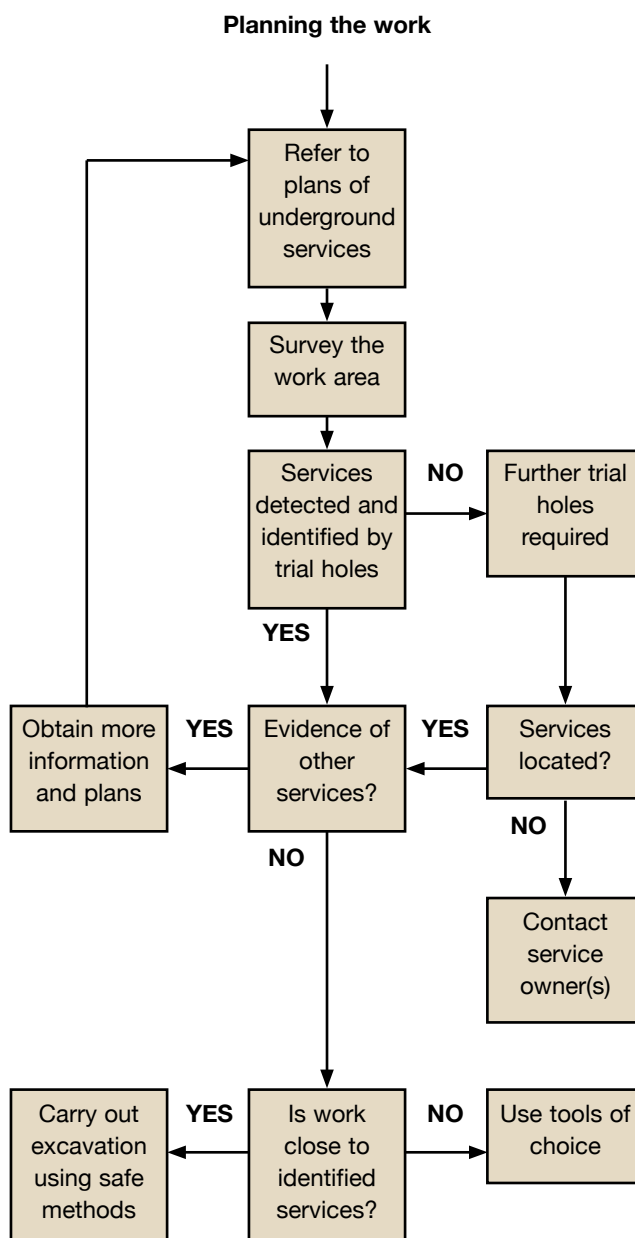 Planning the work
Refer to
plans of
underground
services
Survey the
work area
Services
detected and
identified by
trial holes
NO
Further trial
holes
required
YES
Obtain more
information
and plans
YES
Evidence of
other
services?
YES
Services
located?
NO
NO
Contact
service
owner(s)
Carry out
excavation
using safe
methods
YES
Is work
close to
identified
services?
NO
Use tools of
choice